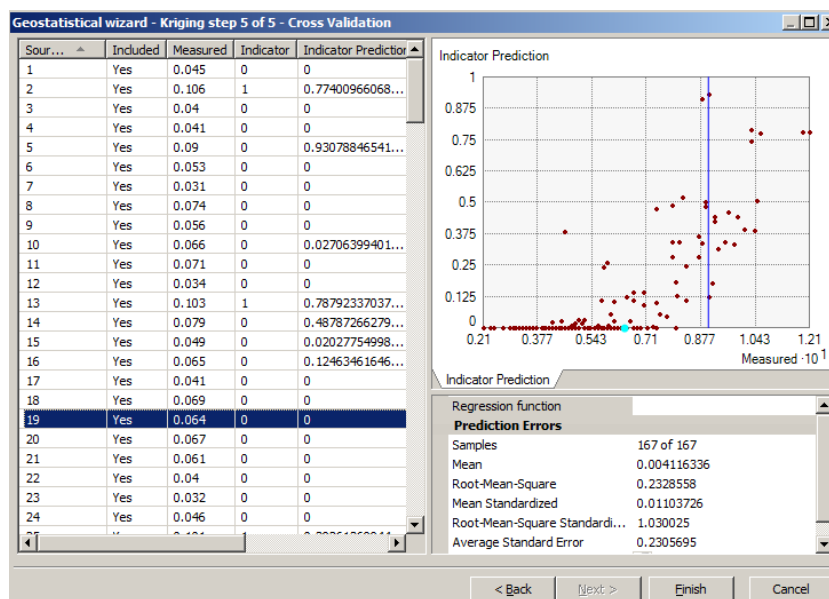 Geostatistical wizard - Kriging step 5 of 5 - Cross Validation
Sour... Included Measured Indicator Indicator Prediction
1 Yes 0.045 0 0
2 Yes 0.106 1 0.77400966068...
3 Yes 0.04 0 0
4 Yes 0.041 0 0
5 Yes 0.09 0 0.93078846541...
6 Yes 0.053 0 0
7 Yes 0.031 0 0
8 Yes 0.074 0 0
9 Yes 0.056 0 0
10 Yes 0.066 0 0.02706399401...
11 Yes 0.071 0 0
12 Yes 0.034 0 0
13 Yes 0.103 1 0.78792337037...
14 Yes 0.079 0 0.48787266279...
15 Yes 0.049 0 0.02027754998...
16 Yes 0.065 0 0.12463461646...
17 Yes 0.041 0 0
18 Yes 0.069 0 0
19 Yes 0.064 0 0
20 Yes 0.067 0 0
21 Yes 0.061 0 0
22 Yes 0.04 0 0
23 Yes 0.032 0 0
24 Yes 0.046 0 0
Indicator Prediction
1
0.875
0.75
0.625
0.5
0.375
0.25
0.125
0
0.21 0.377 0.543 0.71 0.877 1.043 1.21
Measured ·10
Indicator Prediction
Regression function
Prediction Errors
Samples 167 of 167
Mean 0.004116336
Root-Mean-Square 0.2328558
Mean Standardized 0.01103726
Root-Mean-Square Standardi... 1.030025
Average Standard Error 0.2305695
< Back Next > Finish Cancel